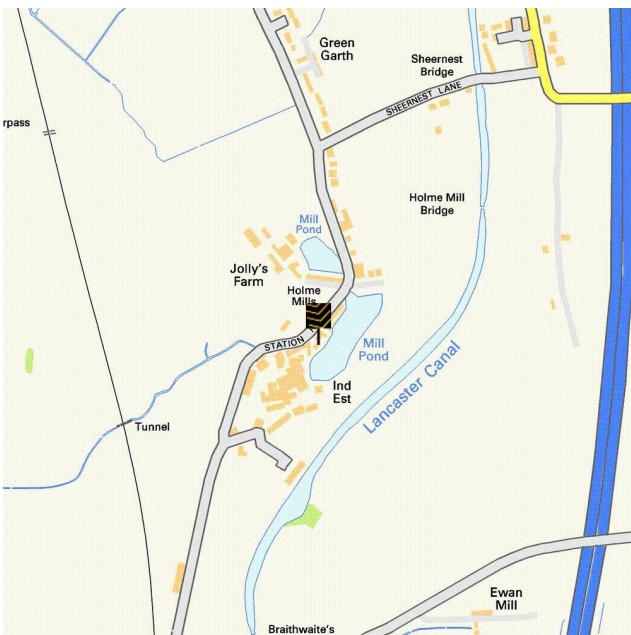 Green
Garth
Sheernest
Bridge
SHEERNEST LANE
rpass
Holme Mill
Bridge
Mill
Pond
Jolly's
Farm
Holme
Mills
STATION
Mill
Pond
Ind
Est
Lancaster Canal
Tunnel
Ewan
Mill
Braithwaite's